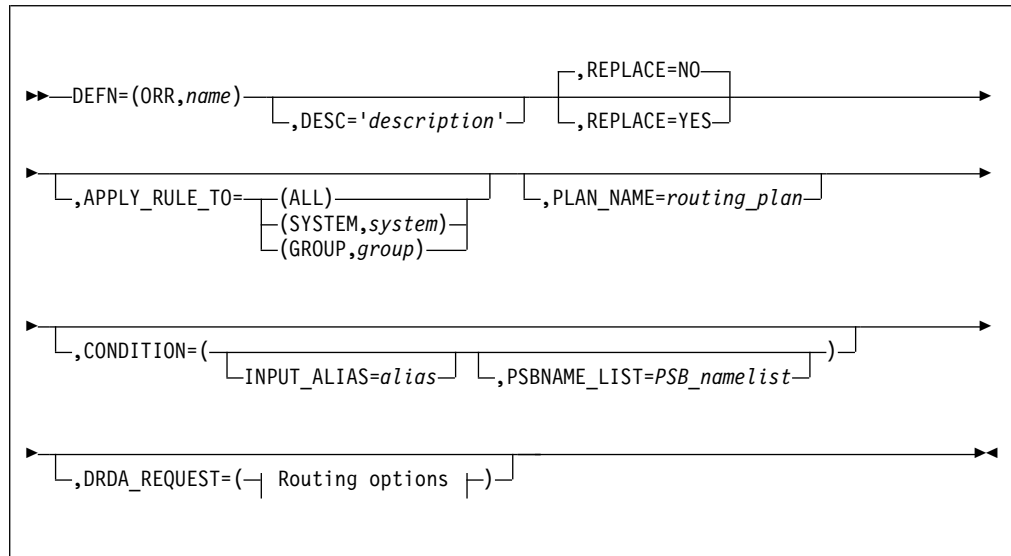 ,REPLACE=NO
DEFN=(ORR,name)
,DESC='description'
,REPLACE=YES
,APPLY_RULE_TO=
(ALL)
(SYSTEM,system)
(GROUP,group)
,PLAN_NAME=routing_plan
,CONDITION=(
INPUT_ALIAS=alias
,PSBNAME_LIST=PSB_namelist
)
,DRDA_REQUEST=( Routing options )